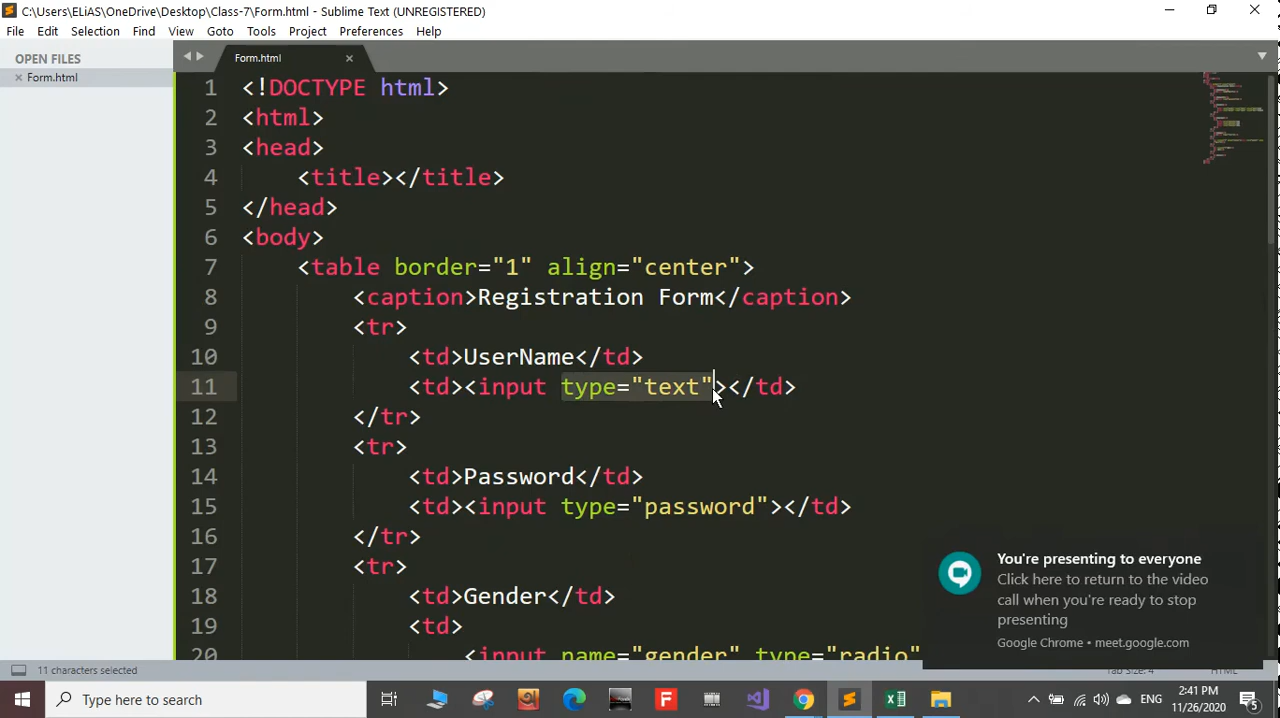 C:\Users\ELiAS\OneDrive\Desktop\Class-7\Form.html - Sublime Text (UNREGISTERED)
File Edit Selection Find View Goto Tools Project Preferences Help
OPEN FILES
Form.html
Form.html
1 <!DOCTYPE html>
2 <html>
3 <head>
4 <title></title>
5 </head>
6 <body>
7 <table border="1" align="center">
8 <caption>Registration Form</caption>
9 <tr>
10 <td>UserName</td>
11 <td><input type="text"></td>
12 </tr>
13 <tr>
14 <td>Password</td>
15 <td><input type="password"></td>
16 </tr>
17 <tr>
18 <td>Gender</td>
19 <td>
20 <input name="gender" type="radio"
You're presenting to everyone
Click here to return to the video
call when you're ready to stop
presenting
Google Chrome • meet.google.com
11 characters selected
Tab Size: 4
HTML
Type here to search
ENG
2:41 PM
11/26/2020
5